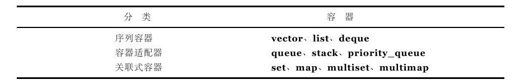 分 类 容 器
序列容器 vector、list、deque
容器适配器 queue、stack、priority_queue
关联式容器 set、map、multiset、multimap